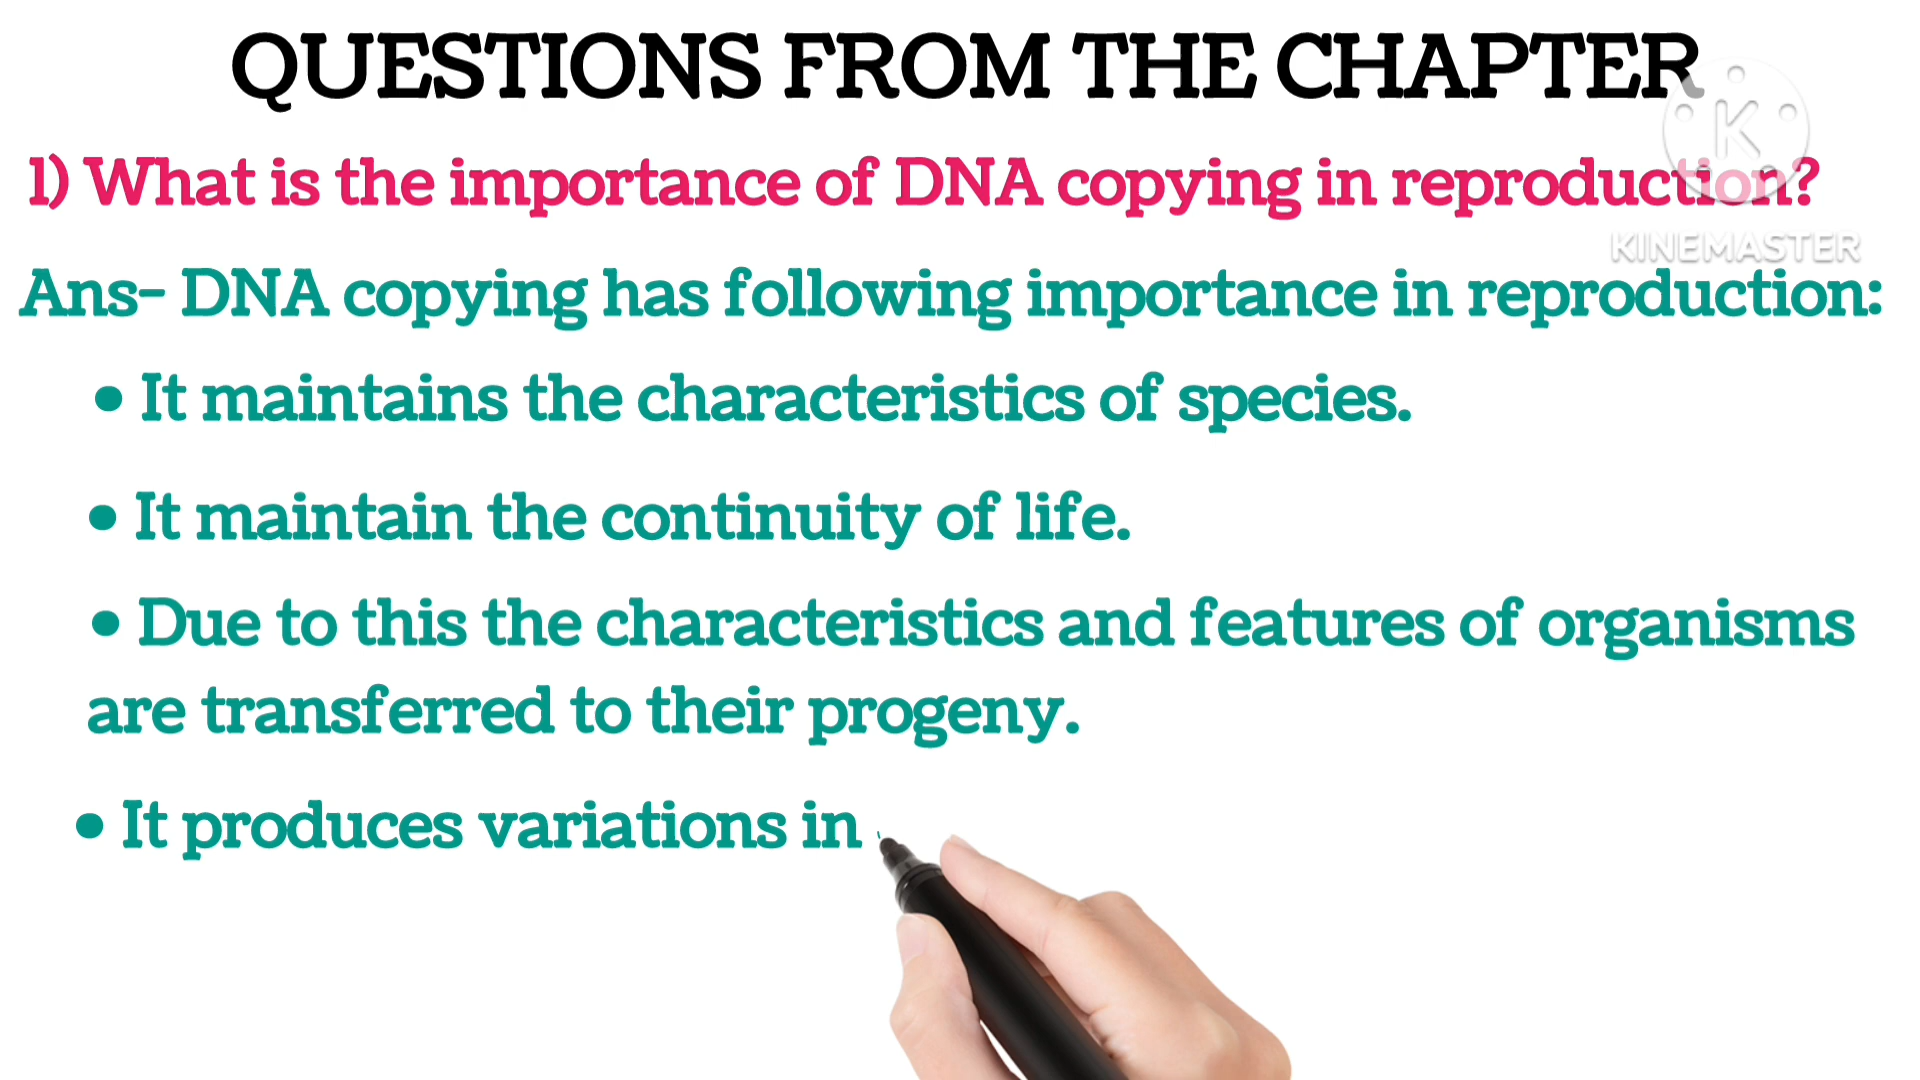 QUESTIONS FROM THE CHAPTER
1) What is the importance of DNA copying in reproduction?
K
KINEMASTER
Ans- DNA copying has following importance in reproduction:
• It maintains the characteristics of species.
• It maintain the continuity of life.
• Due to this the characteristics and features of organisms
are transferred to their progeny.
• It produces variations in